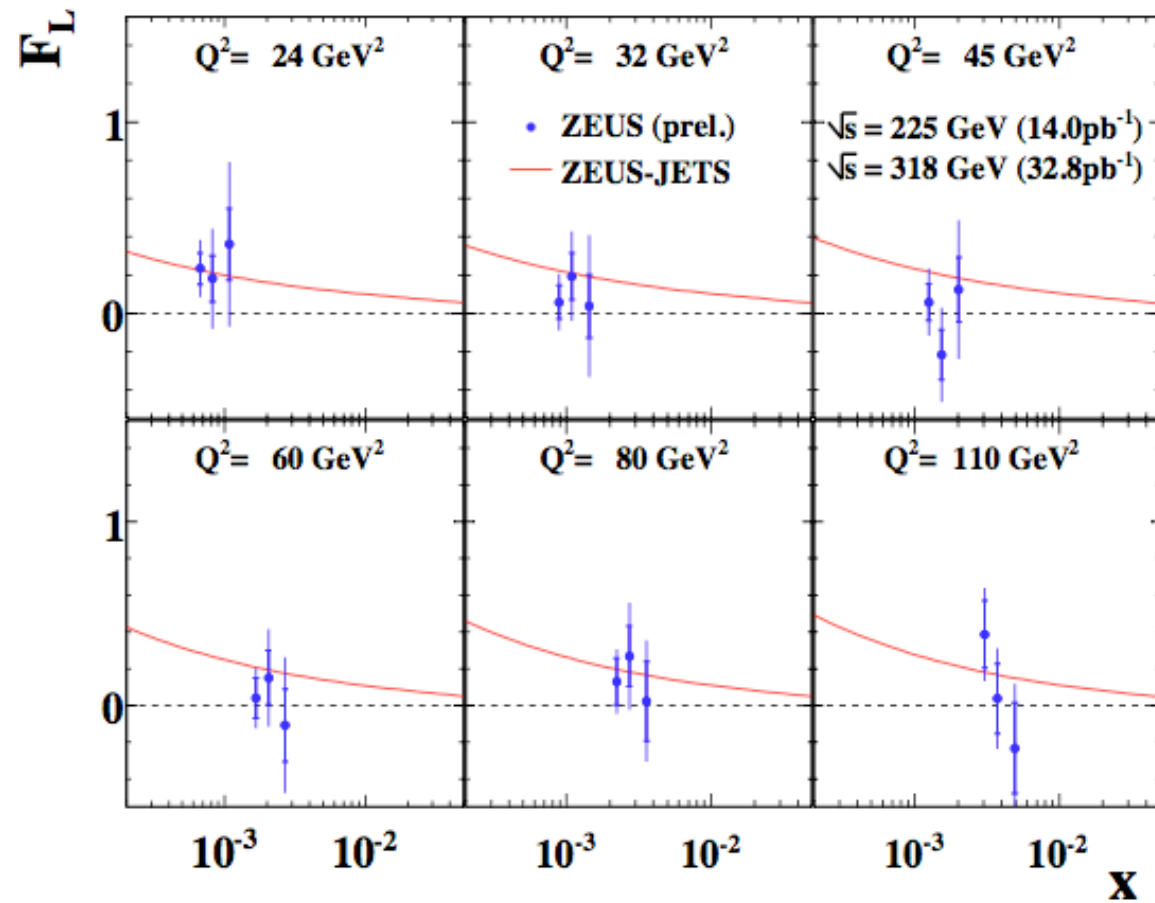 F_L
Q²= 24 GeV²
Q²= 32 GeV²
Q²= 45 GeV²
1
0
ZEUS (prel.)
ZEUS-JETS
√s = 225 GeV (14.0pb⁻¹)
√s = 318 GeV (32.8pb⁻¹)
Q²= 60 GeV²
Q²= 80 GeV²
Q²= 110 GeV²
1
0
10⁻³ 10⁻² 10⁻³ 10⁻² 10⁻³ 10⁻²
x